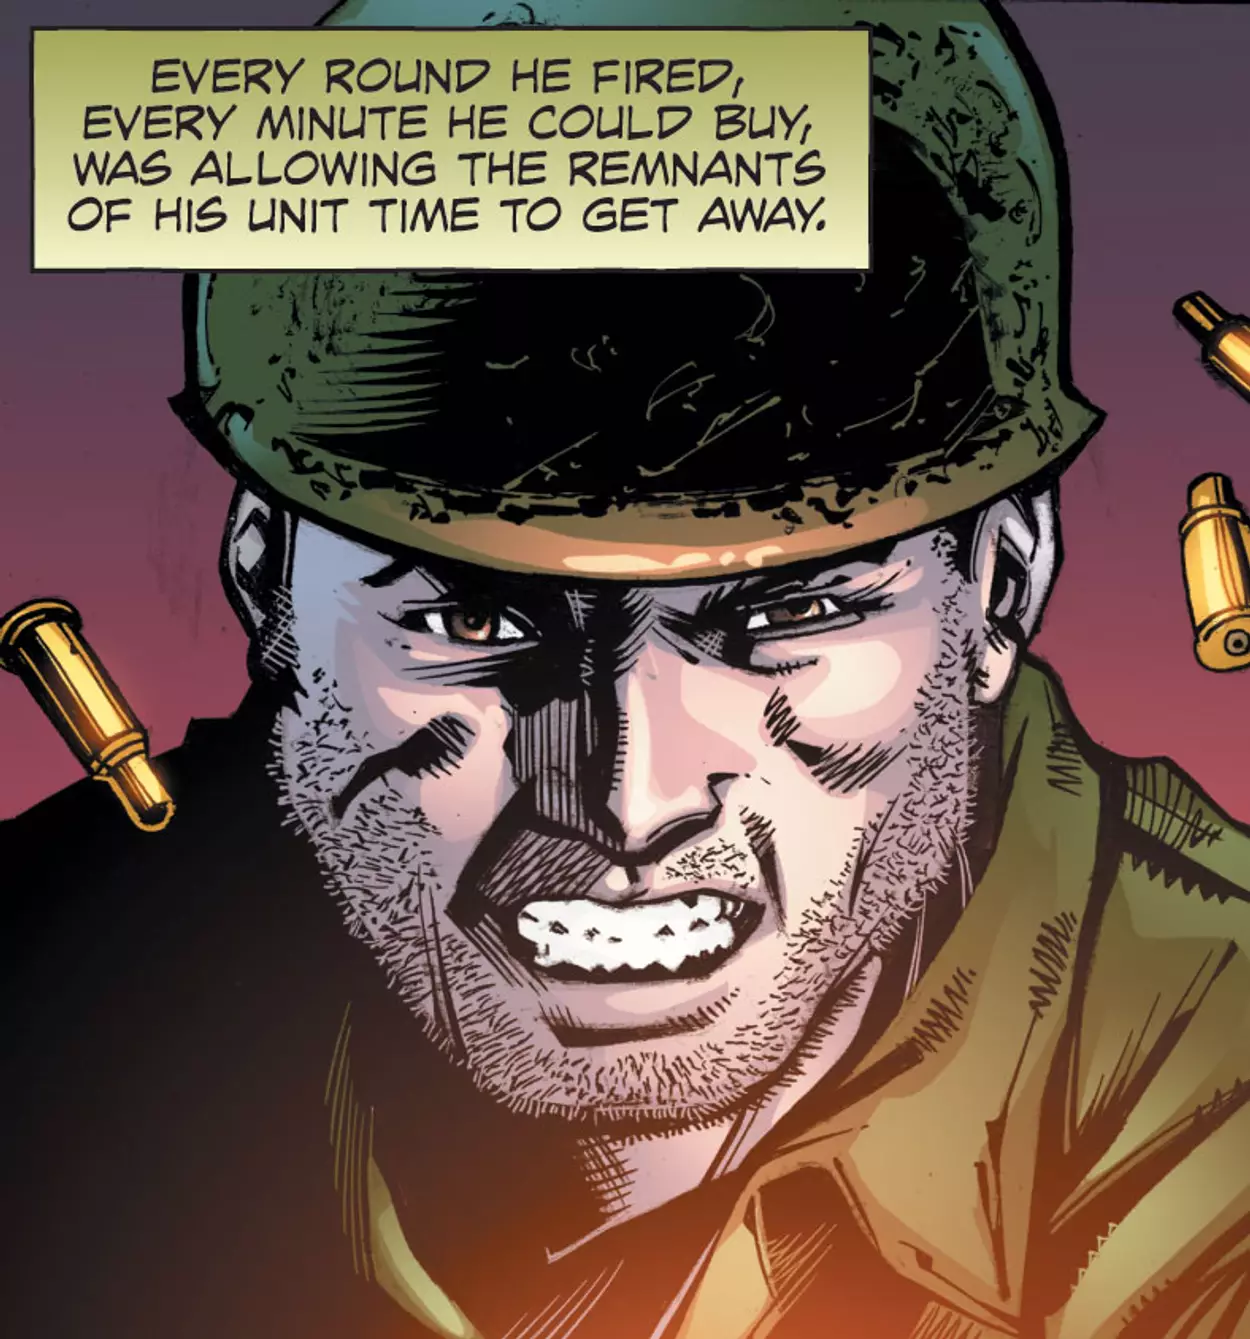 EVERY ROUND HE FIRED,
EVERY MINUTE HE COULD BUY,
WAS ALLOWING THE REMNANTS
OF HIS UNIT TIME TO GET AWAY.